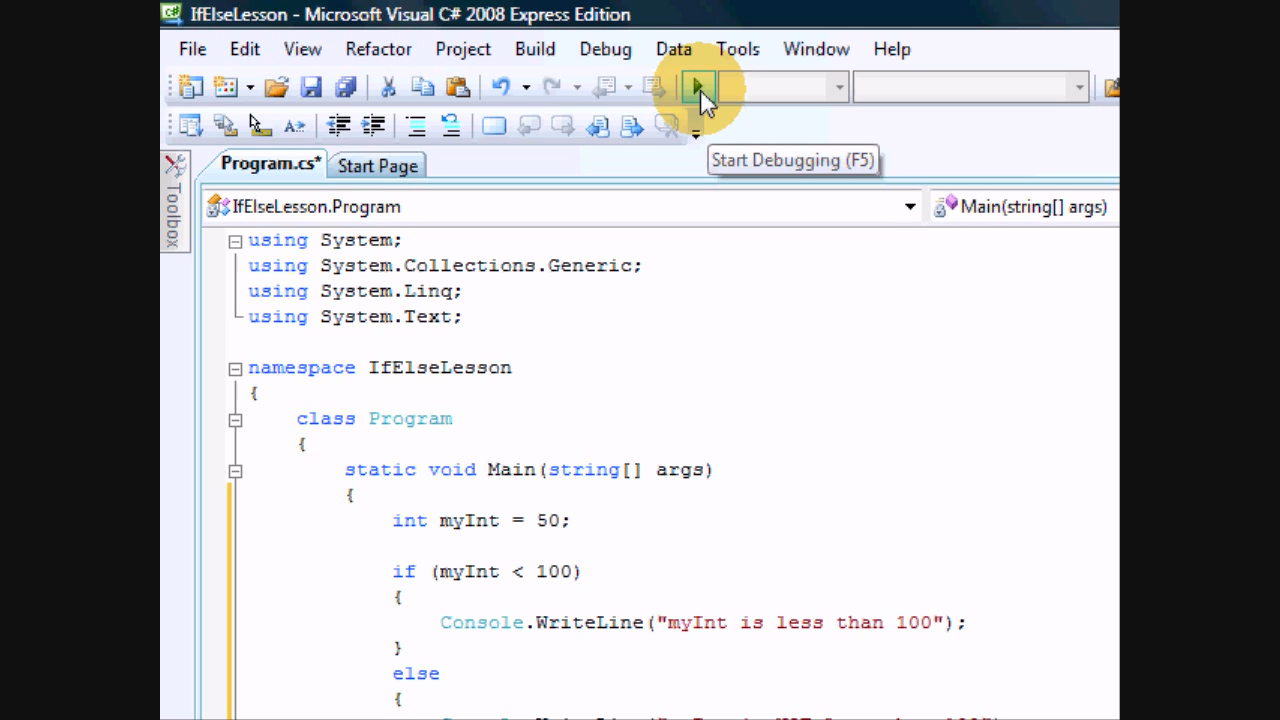 IfElseLesson - Microsoft Visual C# 2008 Express Edition
File Edit View Refactor Project Build Debug Data Tools Window Help
Start Debugging (F5)
Program.cs* Start Page
Toolbox
IfElseLesson.Program Main(string[] args)
using System;
using System.Collections.Generic;
using System.Linq;
using System.Text;
namespace IfElseLesson
{
class Program
{
static void Main(string[] args)
{
int myInt = 50;
if (myInt < 100)
{
Console.WriteLine("myInt is less than 100");
}
else
{